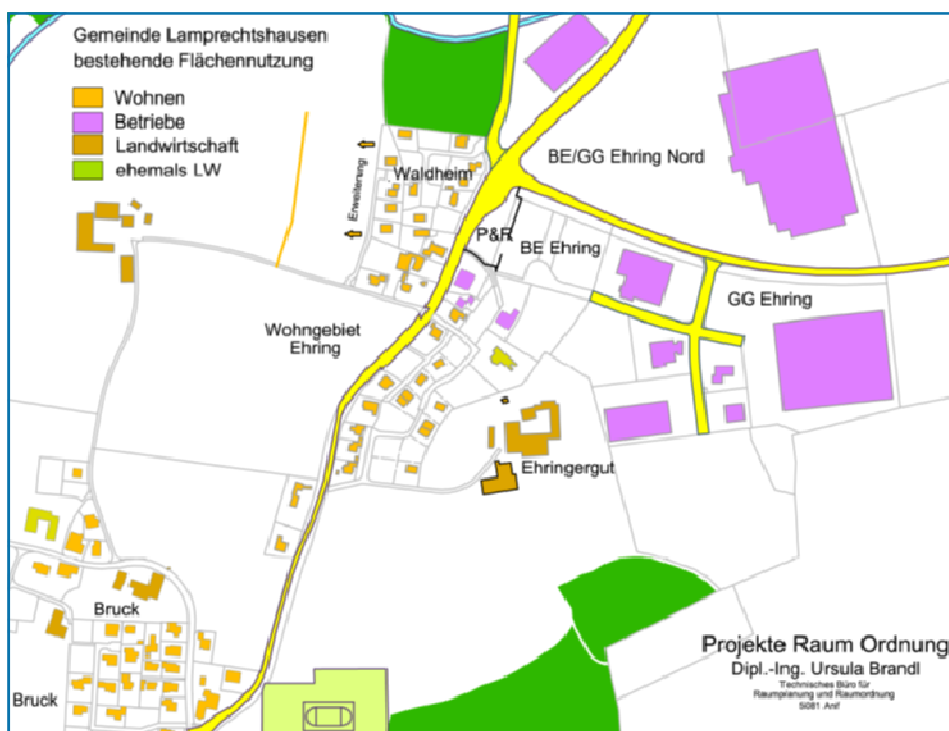 Gemeinde Lamprechtshausen
bestehende Flächennutzung
Wohnen
Betriebe
Landwirtschaft
ehemals LW
Erweiterung
Waldheim
BE/GG Ehring Nord
P&R
BE Ehring
GG Ehring
Wohngebiet
Ehring
Ehringergut
Bruck
Bruck
Projekte Raum Ordnung
Dipl.-Ing. Ursula Brandl
Technisches Büro für
Raumplanung und Raumordnung
5081 Anif